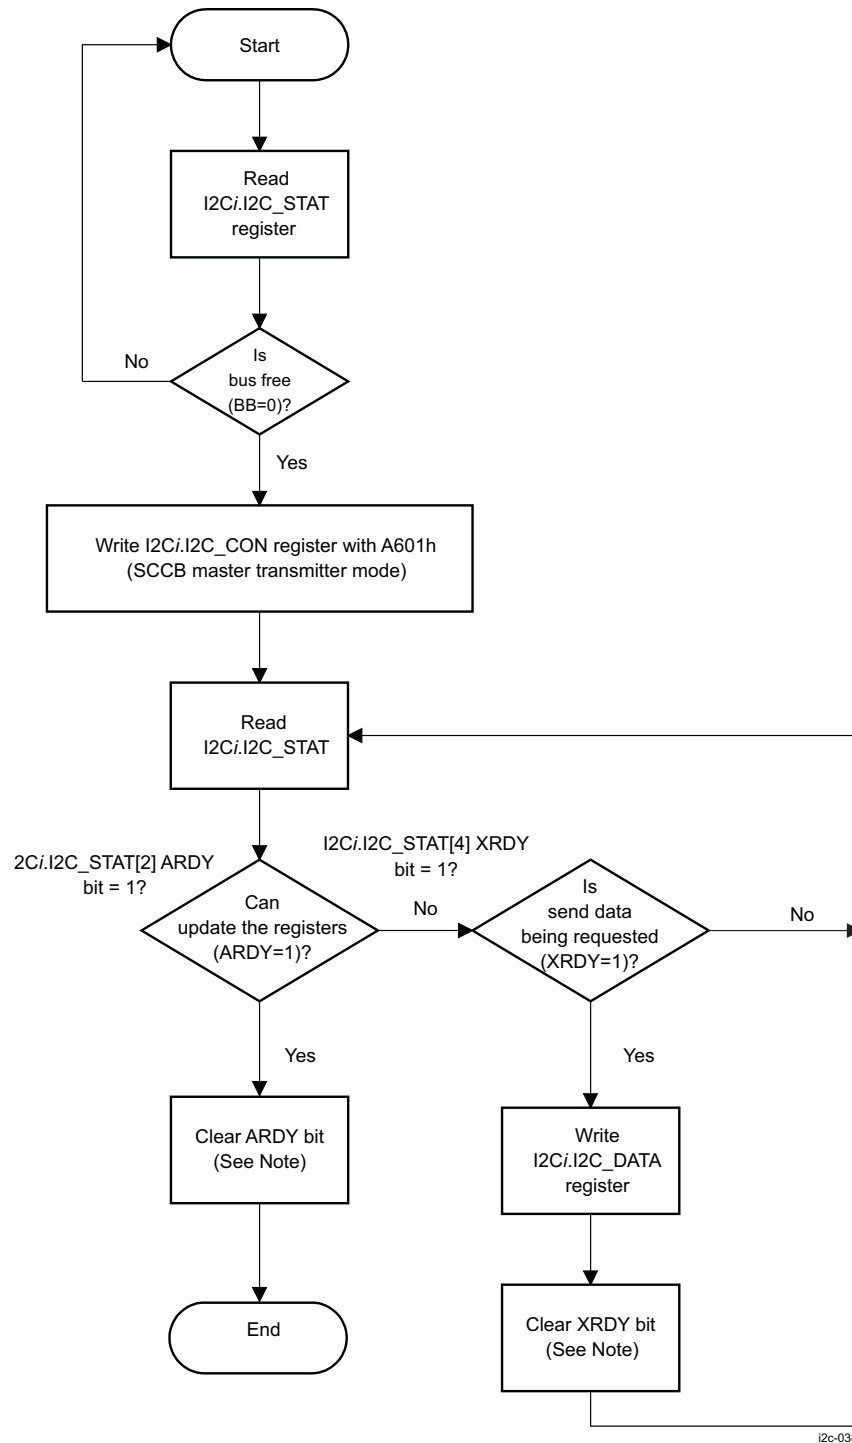 Start
Read
I2Ci.I2C_STAT
register
No
Is
bus free
(BB=0)?
Yes
Write I2Ci.I2C_CON register with A601h
(SCCB master transmitter mode)
Read
I2Ci.I2C_STAT
2Ci.I2C_STAT[2] ARDY
bit = 1?
I2Ci.I2C_STAT[4] XRDY
bit = 1?
Can
update the registers
(ARDY=1)?
No
Is
send data
being requested
(XRDY=1)?
No
Yes
Yes
Clear ARDY bit
(See Note)
Write
I2Ci.I2C_DATA
register
End
Clear XRDY bit
(See Note)